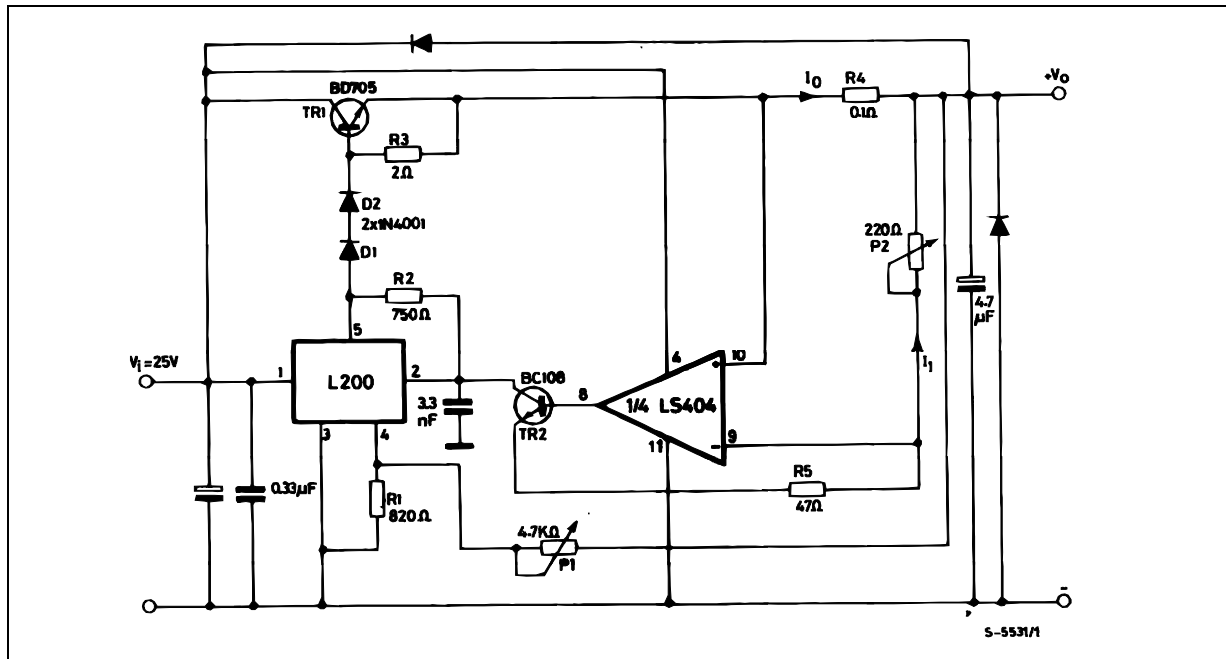 BD705
TR1
I0
R4
0.1Ω
+Vo
R3
2Ω
D2
2x1N4001
D1
220Ω
P2
R2
750Ω
4.7
µF
5
Vi=25V
1
L200
2
BC108
8
4
10
1/4 LS404
I1
3.3
nF
TR2
11
9
3
4
R5
47Ω
0.33µF
R1
820Ω
4.7KΩ
P1
S-5531/1